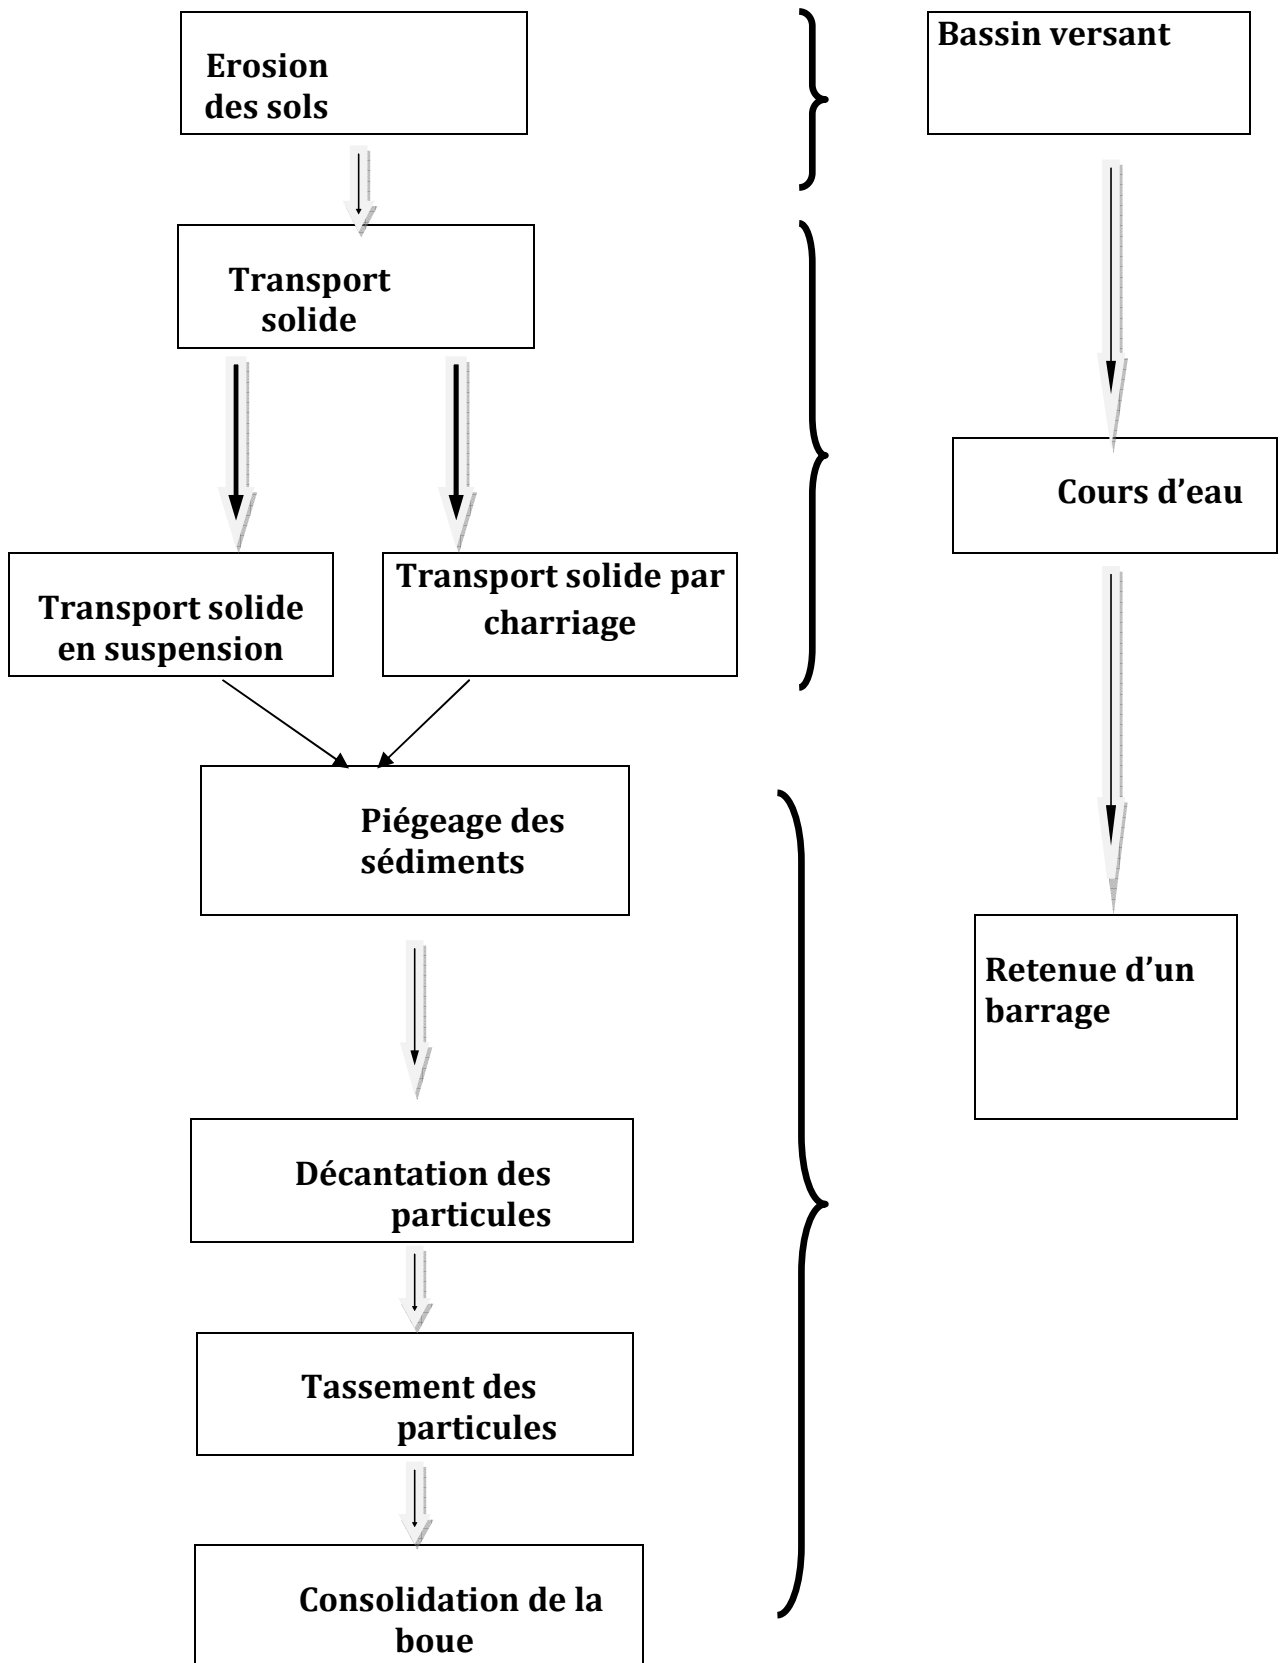 Erosion
des sols
Bassin versant
Transport
solide
Cours d’eau
Transport solide
en suspension
Transport solide par
charriage
Piégeage des
sédiments
Retenue d’un
barrage
Décantation des
particules
Tassement des
particules
Consolidation de la
boue